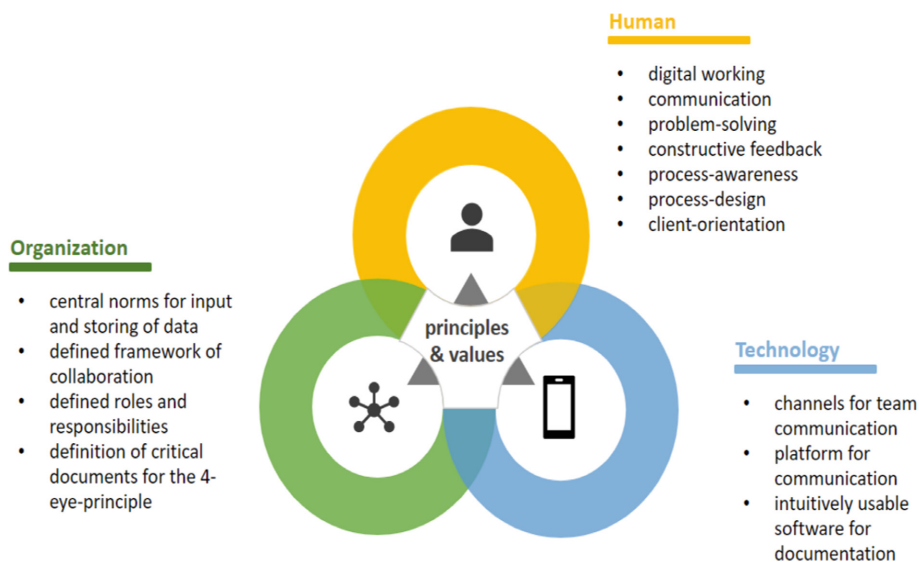 Human
• digital working
• communication
• problem-solving
• constructive feedback
• process-awareness
• process-design
• client-orientation
Organization
• central norms for input
and storing of data
• defined framework of
collaboration
• defined roles and
responsibilities
• definition of critical
documents for the 4-
eye-principle
principles
& values
Technology
• channels for team
communication
• platform for
communication
• intuitively usable
software for
documentation